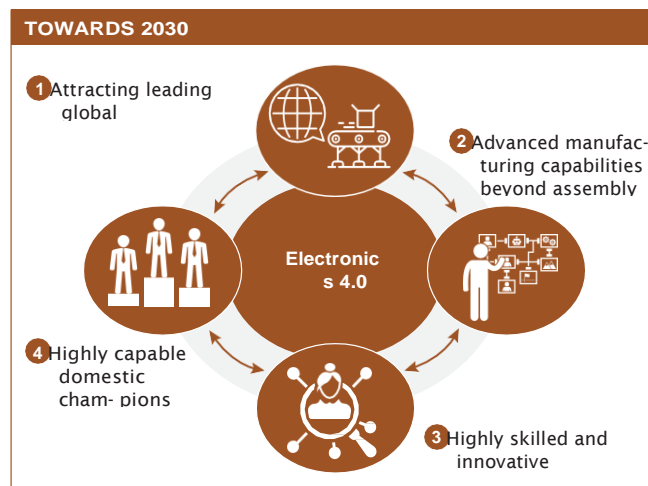 TOWARDS 2030
1 Attracting leading
global
2 Advanced manufac-
turing capabilities
beyond assembly
Electronic
s 4.0
4 Highly capable
domestic
cham- pions
3 Highly skilled and
innovative